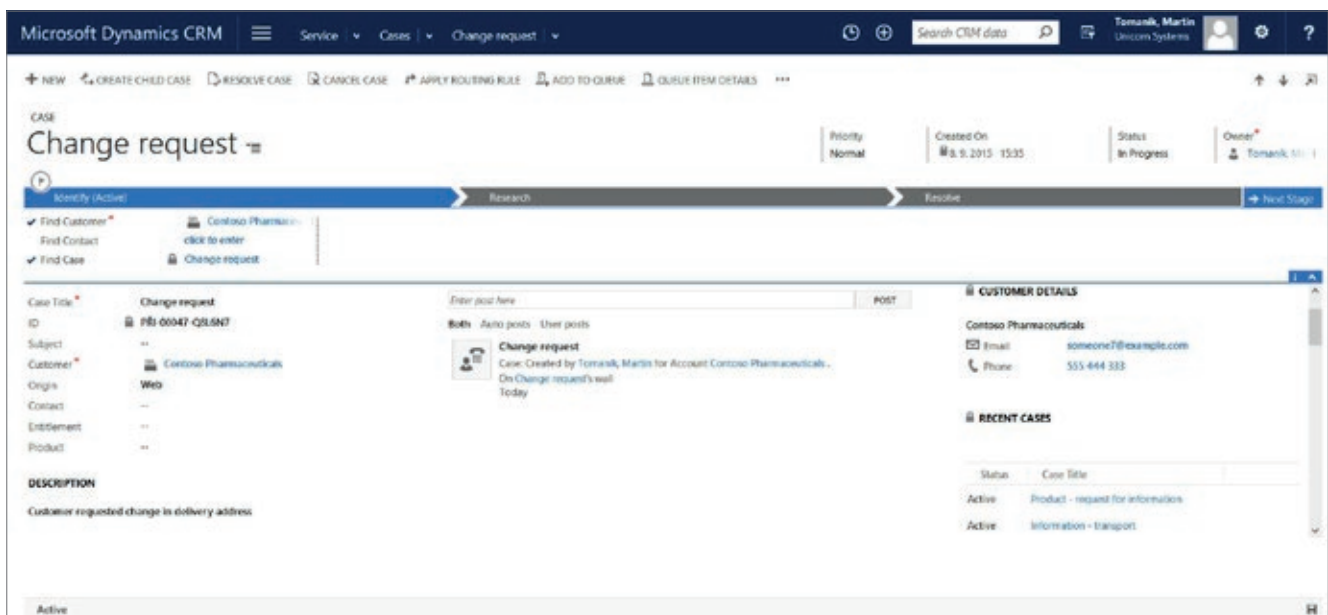 Microsoft Dynamics CRM Service Cases Change request Search CRM data Tomanik, Martin
Unicorn Systems ?
NEW CREATE CHILD CASE RESOLVE CASE CANCEL CASE APPLY ROUTING RULE ADD TO QUEUE QUEUE ITEM DETAILS ...
CASE
Change request
Priority Created On Status Owner*
Normal 8. 9. 2015 15:35 In Progress Tomanik,
Identify (Active) Research Resolve Next Stage
Find Customer* Contoso Pharmace
Find Contact click to enter
Find Case Change request
Case Title* Change request
ID PŘI-00047-Q5L6N7
Subject --
Customer* Contoso Pharmaceuticals
Origin Web
Contact --
Entitlement --
Product --
DESCRIPTION
Customer requested change in delivery address
Enter post here POST
Both Auto posts User posts
Change request
Case: Created by Tomanik, Martin for Account Contoso Pharmaceuticals.
On Change request's wall
Today
CUSTOMER DETAILS
Contoso Pharmaceuticals
Email someone7@example.com
Phone 555 444 333
RECENT CASES
Status Case Title
Active Product - request for information
Active Information - transport
Active